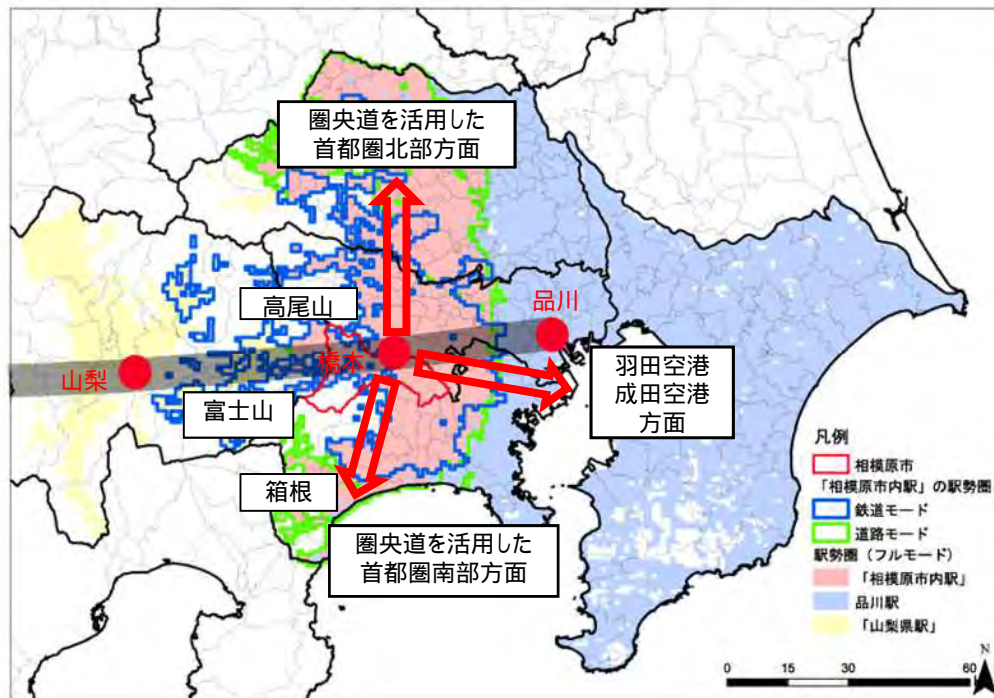 圏央道を活用した
首都圏北部方面
高尾山
品川
橋本
山梨
羽田空港
成田空港
方面
富士山
箱根
圏央道を活用した
首都圏南部方面
凡例
相模原市
「相模原市内駅」の駅勢圏
鉄道モード
道路モード
駅勢圏（フルモード）
「相模原市内駅」
品川駅
「山梨県駅」
N
0 15 30 60